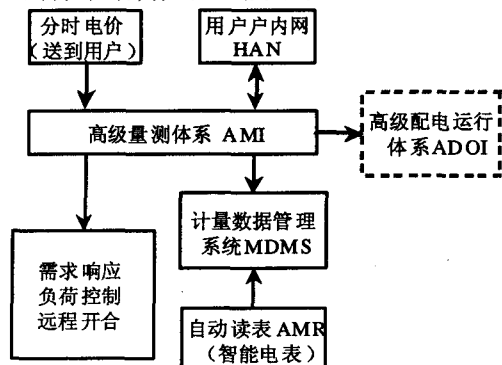 分时电价
（送到用户）
用户户内网
HAN
高级量测体系 AMI
高级配电运行
体系ADOI
计量数据管理
系统MDMS
需求响应
负荷控制
远程开合
自动读表 AMR
（智能电表）